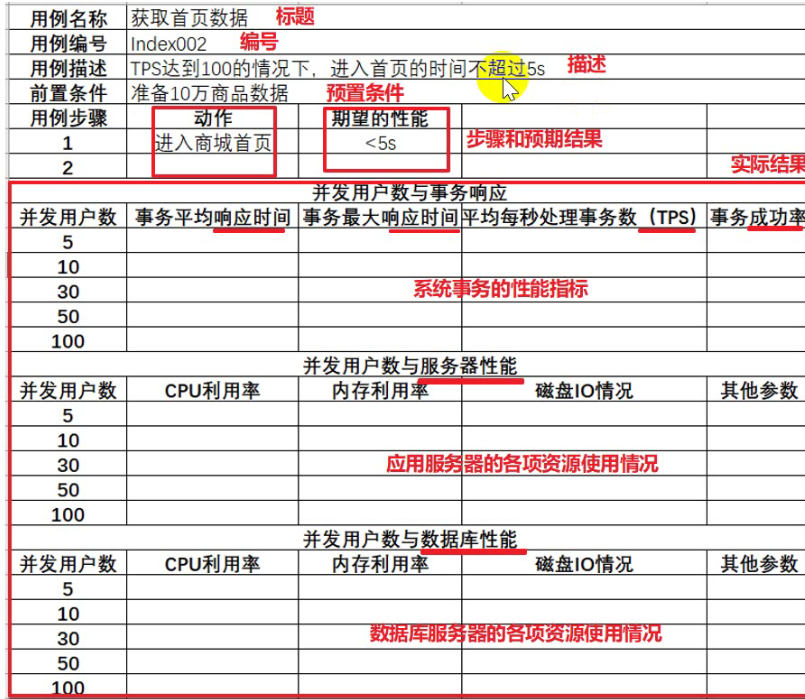 用例名称 获取首页数据 标题
用例编号 Index002 编号
用例描述 TPS达到100的情况下，进入首页的时间不超过5s 描述
前置条件 准备10万商品数据 预置条件
用例步骤 动作 期望的性能
1 进入商城首页 <5s 步骤和预期结果
2 实际结果
并发用户数与事务响应
并发用户数 事务平均响应时间 事务最大响应时间 平均每秒处理事务数（TPS） 事务成功率
5
10
30 系统事务的性能指标
50
100
并发用户数与服务器性能
并发用户数 CPU利用率 内存利用率 磁盘IO情况 其他参数
5
10
30 应用服务器的各项资源使用情况
50
100
并发用户数与数据库性能
并发用户数 CPU利用率 内存利用率 磁盘IO情况 其他参数
5
10
30 数据库服务器的各项资源使用情况
50
100